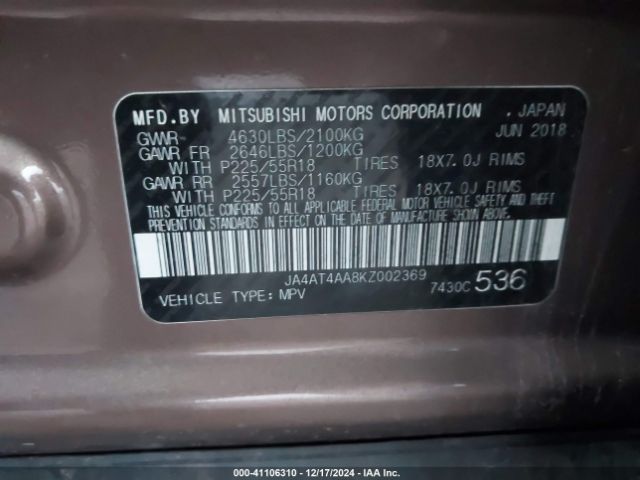 MFD.BY MITSUBISHI MOTORS CORPORATION . JAPAN
GVWR- 4630LBS/2100KG JUN 2018
GAWR FR 2646LBS/1200KG
WITH P225/55R18 TIRES 18X7.0J RIMS
GAWR RR 2557LBS/1160KG
WITH P225/55R18 TIRES 18X7.0J RIMS
THIS VEHICLE CONFORMS TO ALL APPLICABLE FEDERAL MOTOR VEHICLE SAFETY AND THEFT
PREVENTION STANDARDS IN EFFECT ON THE DATE OF MANUFACTURE SHOWN ABOVE.
JA4AT4AA8KZ002369
VEHICLE TYPE: MPV 7430C 536
000-41106310 - 12/17/2024 - IAA Inc.